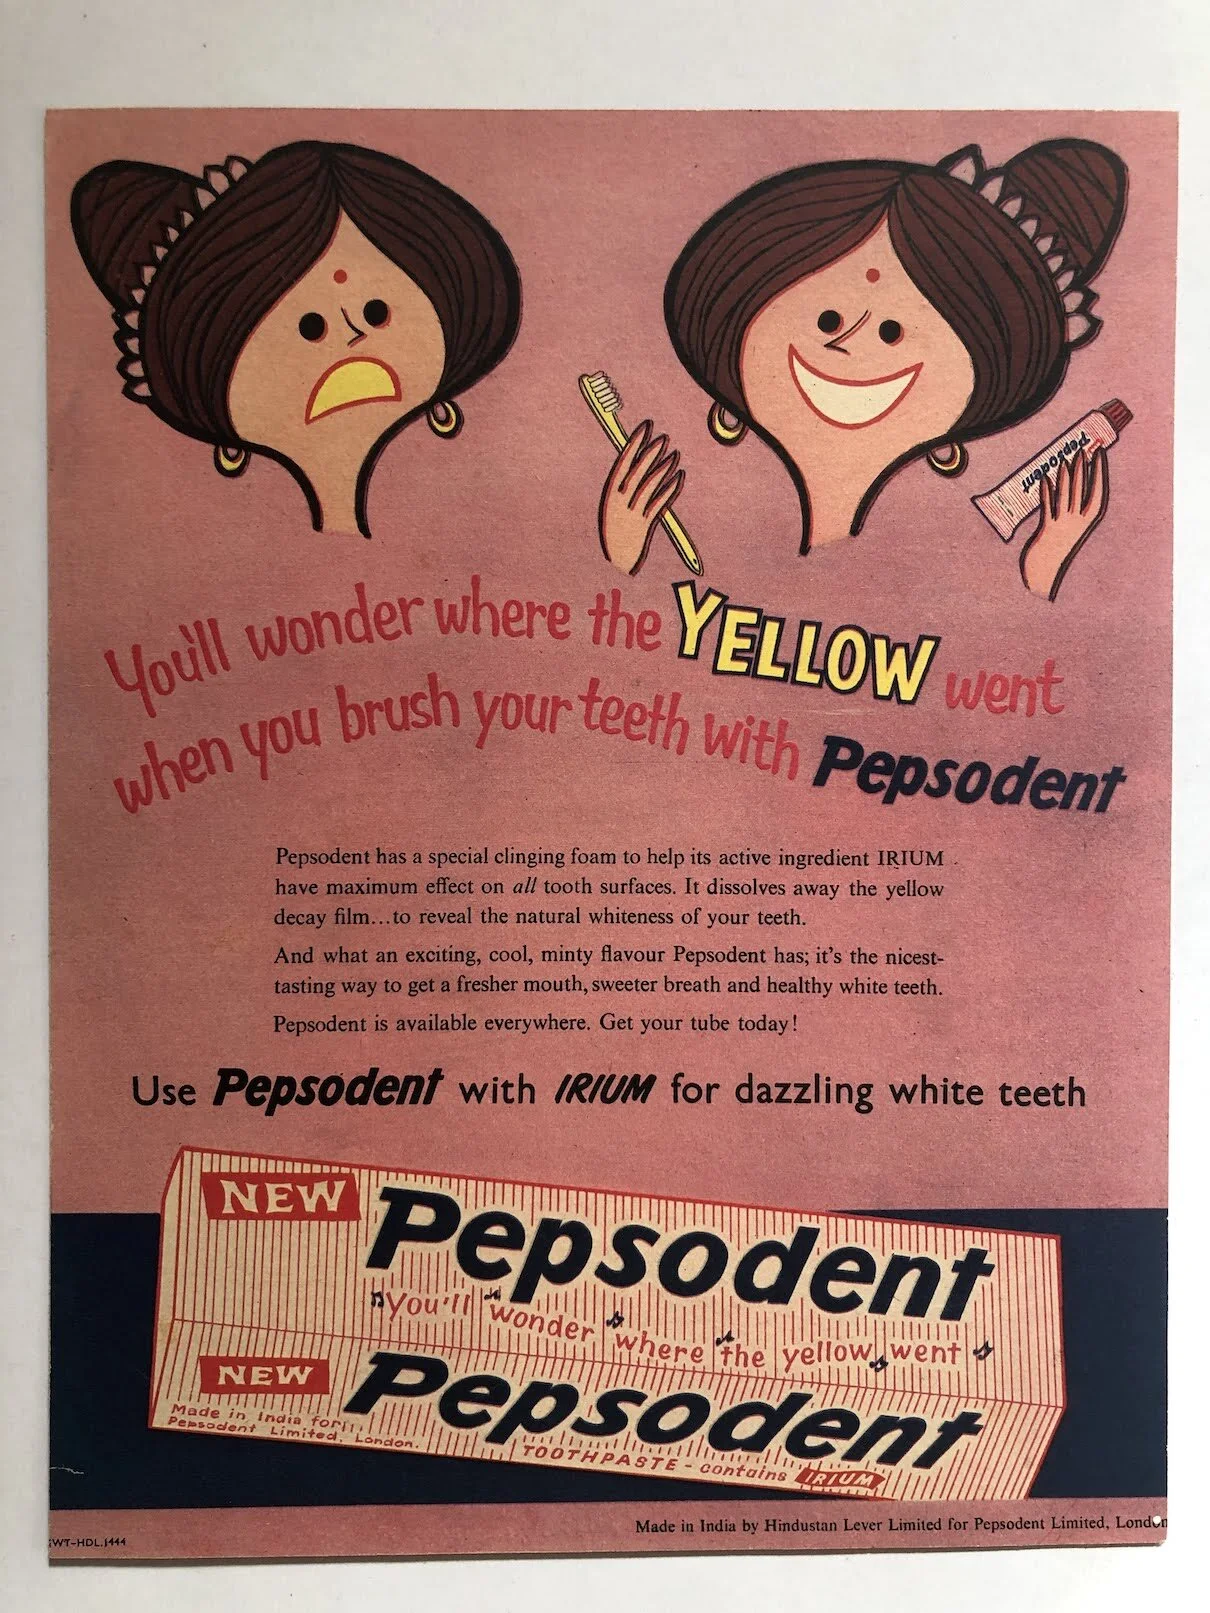 Pepsodent
You'll wonder where the YELLOW went
when you brush your teeth with Pepsodent
Pepsodent has a special clinging foam to help its active ingredient IRIUM
have maximum effect on all tooth surfaces. It dissolves away the yellow
decay film...to reveal the natural whiteness of your teeth.
And what an exciting, cool, minty flavour Pepsodent has; it's the nicest-
tasting way to get a fresher mouth, sweeter breath and healthy white teeth.
Pepsodent is available everywhere. Get your tube today!
Use Pepsodent with IRIUM for dazzling white teeth
NEW Pepsodent
you'll wonder where the yellow went
NEW Pepsodent
Made in India for
Pepsodent Limited, London.
TOOTHPASTE - contains IRIUM
Made in India by Hindustan Lever Limited for Pepsodent Limited, London
WT-HDL.1444